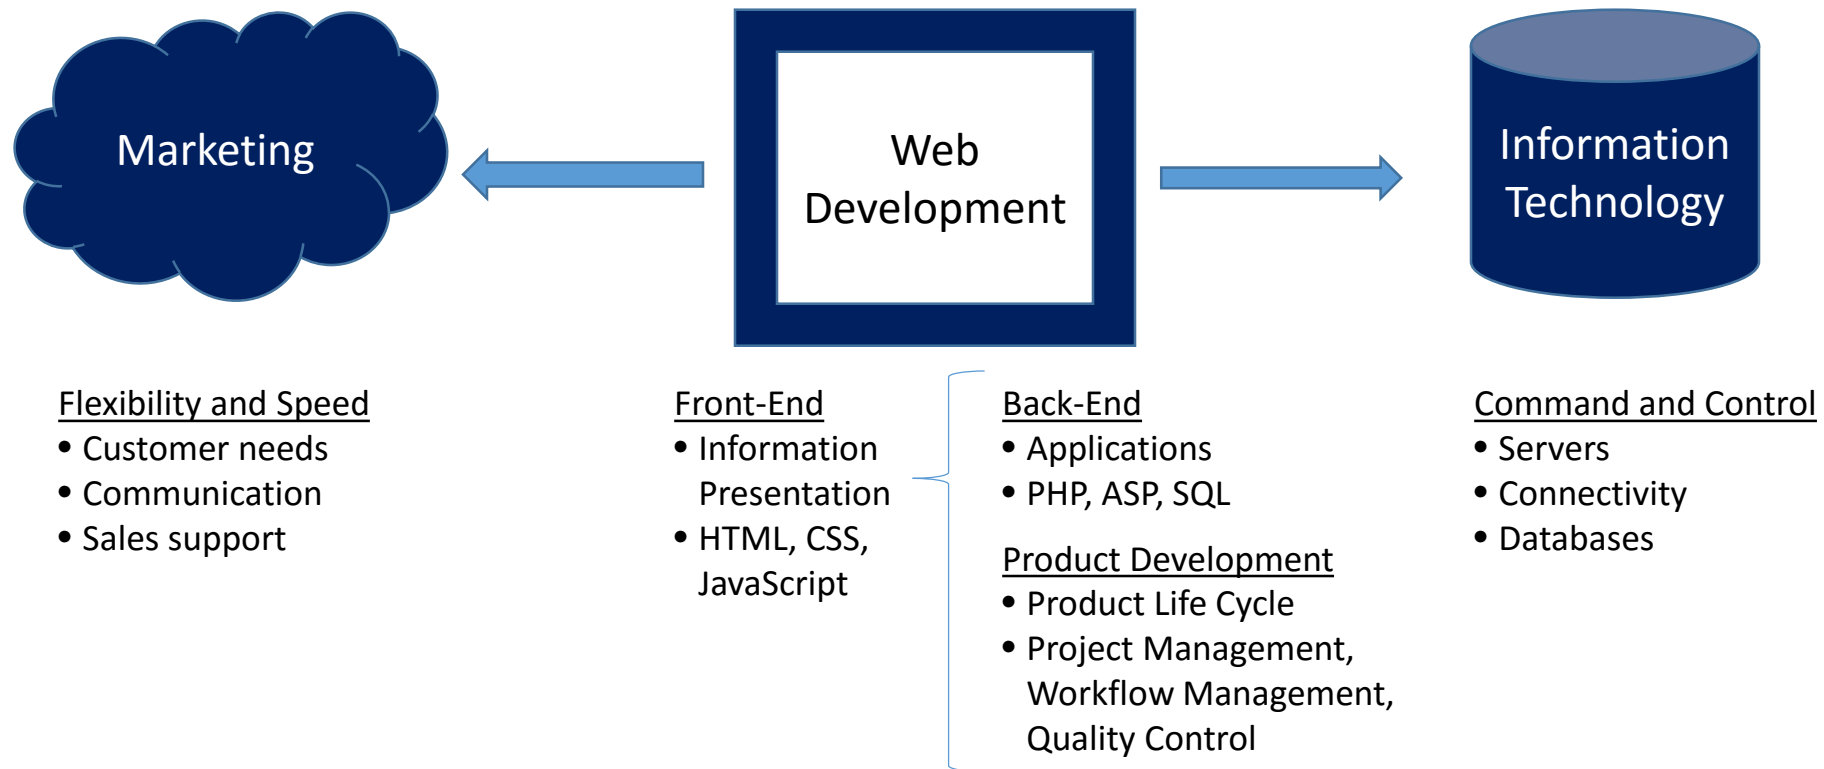 Marketing
Web
Development
Information
Technology
Flexibility and Speed
• Customer needs
• Communication
• Sales support
Front-End
• Information
Presentation
• HTML, CSS,
JavaScript
Back-End
• Applications
• PHP, ASP, SQL
Product Development
• Product Life Cycle
• Project Management,
Workflow Management,
Quality Control
Command and Control
• Servers
• Connectivity
• Databases